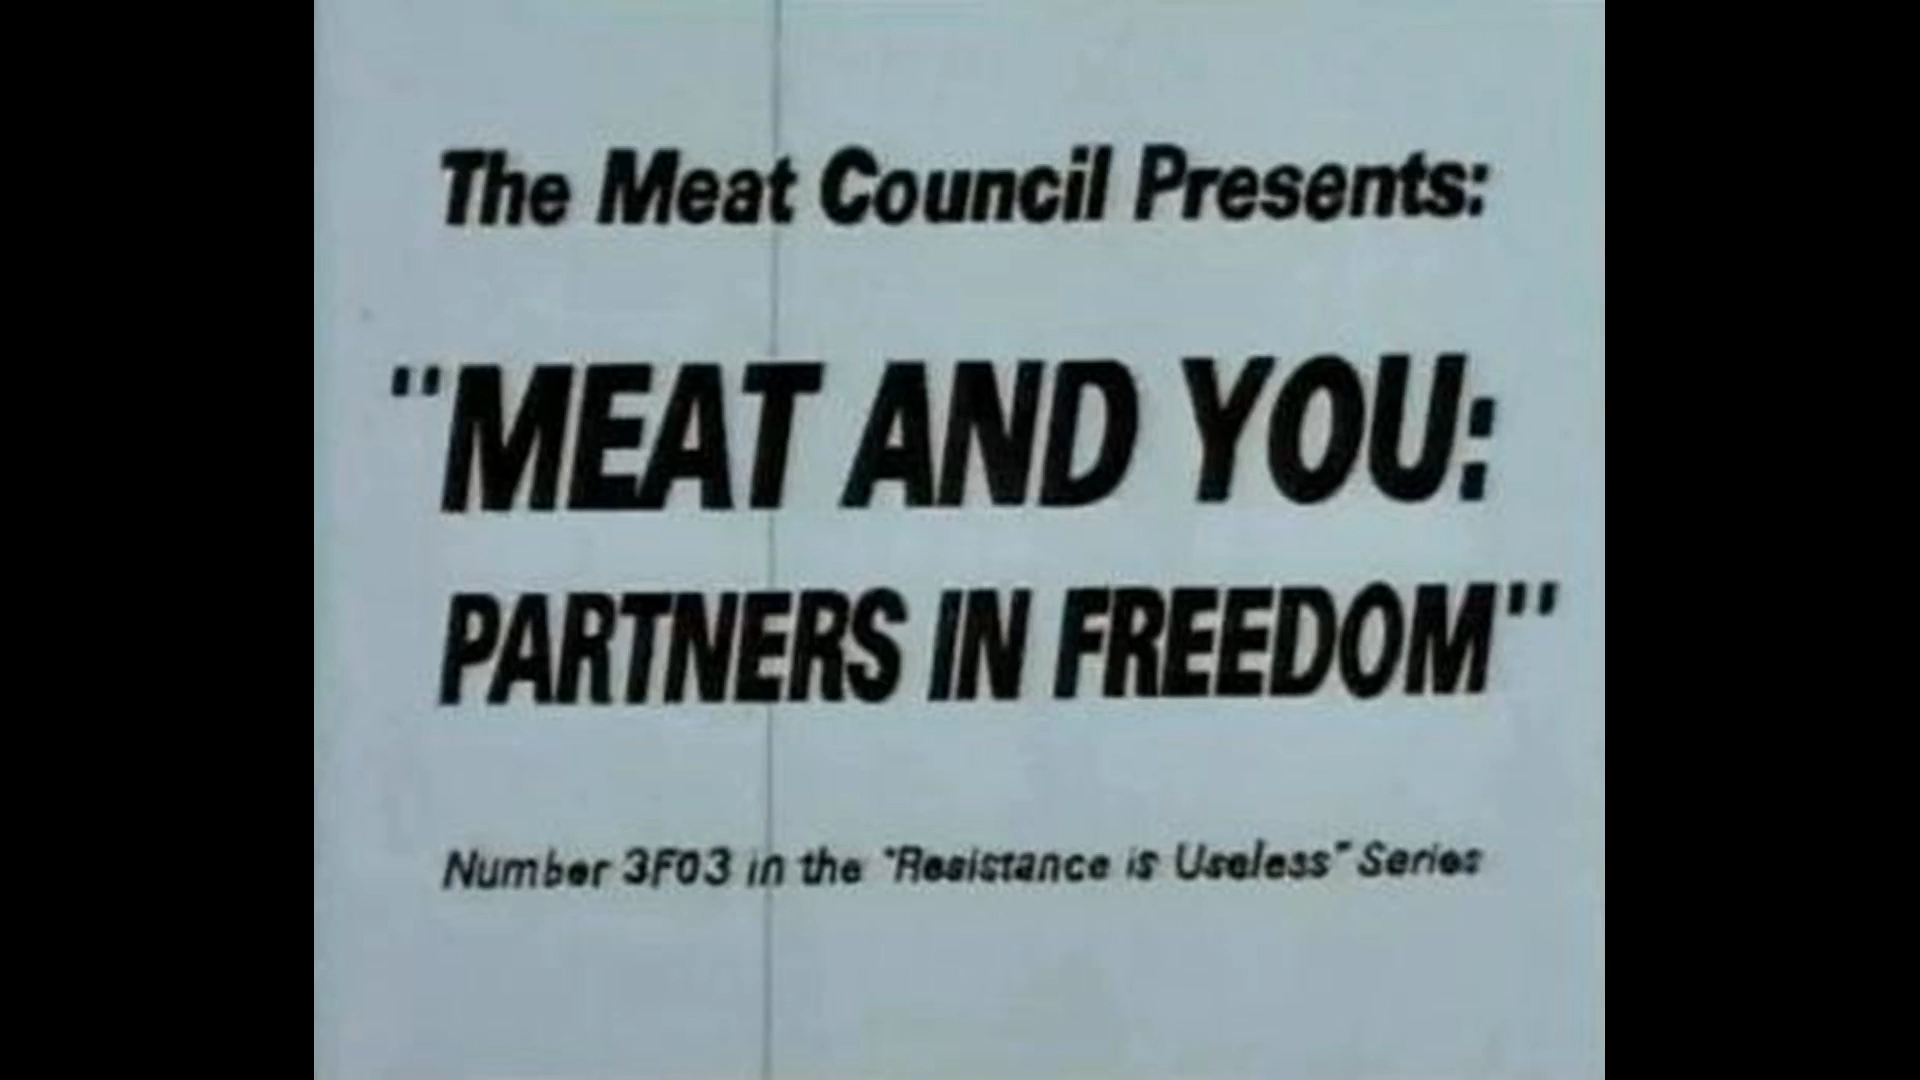 The Meat Council Presents:
"MEAT AND YOU:
PARTNERS IN FREEDOM"
Number 3F03 in the "Resistance is Useless" Series